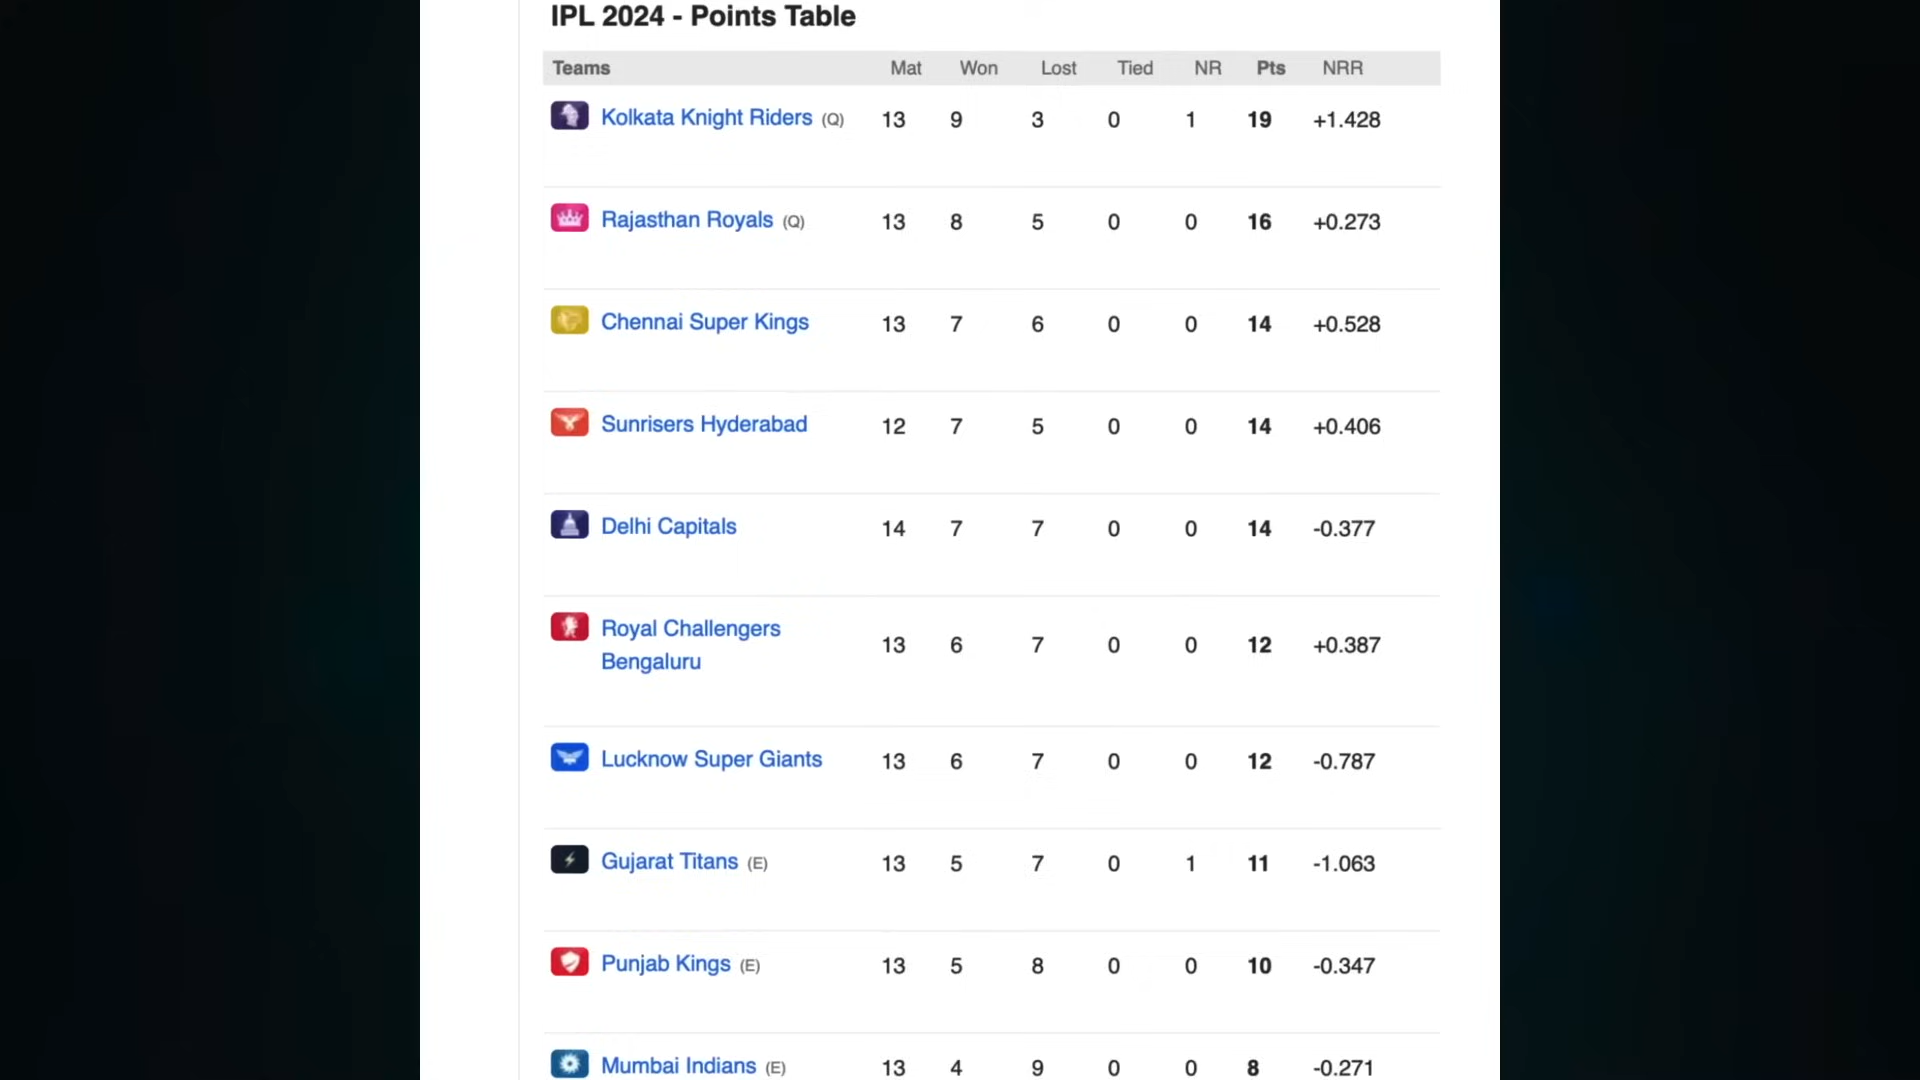 IPL 2024 - Points Table
Teams Mat Won Lost Tied NR Pts NRR
Kolkata Knight Riders (Q) 13 9 3 0 1 19 +1.428
Rajasthan Royals (Q) 13 8 5 0 0 16 +0.273
Chennai Super Kings 13 7 6 0 0 14 +0.528
Sunrisers Hyderabad 12 7 5 0 0 14 +0.406
Delhi Capitals 14 7 7 0 0 14 -0.377
Royal Challengers
Bengaluru 13 6 7 0 0 12 +0.387
Lucknow Super Giants 13 6 7 0 0 12 -0.787
Gujarat Titans (E) 13 5 7 0 1 11 -1.063
Punjab Kings (E) 13 5 8 0 0 10 -0.347
Mumbai Indians (E) 13 4 9 0 0 8 -0.271